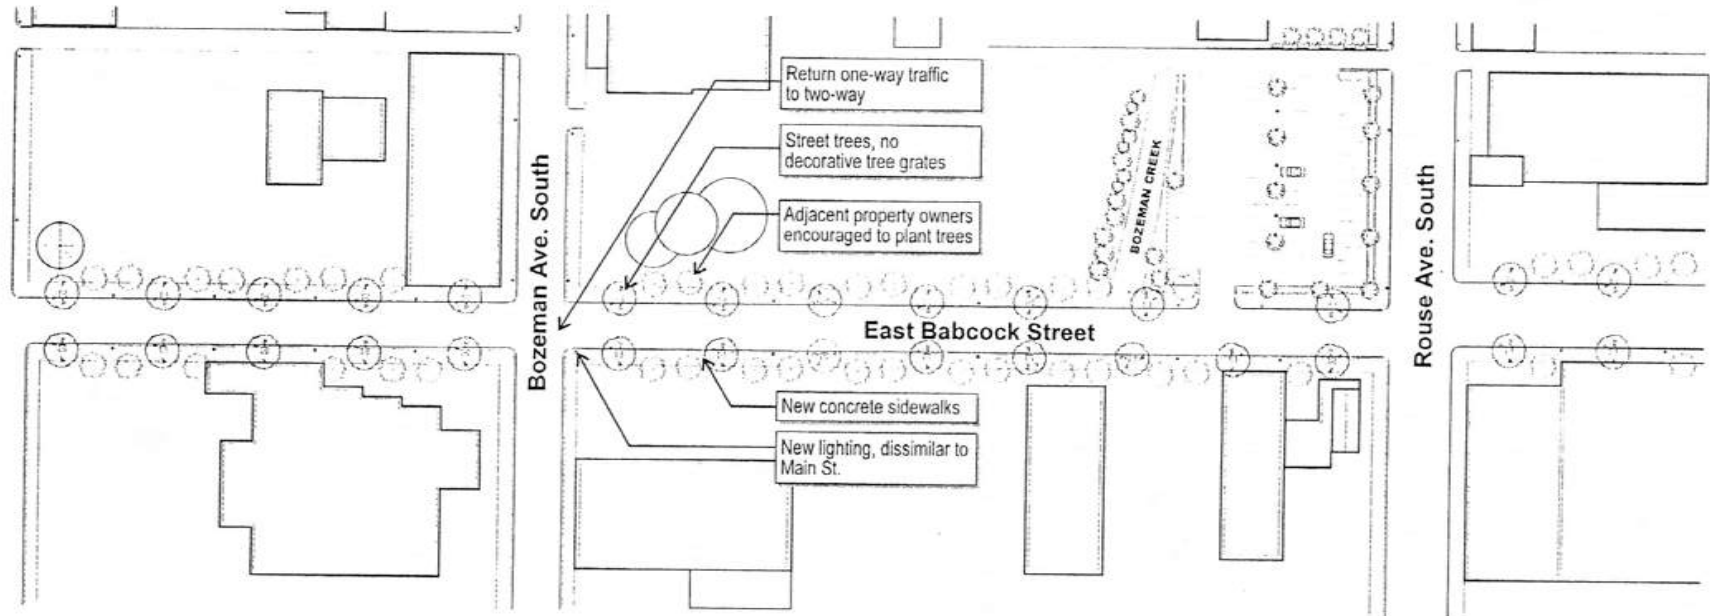 Return one-way traffic
to two-way
Street trees, no
decorative tree grates
Adjacent property owners
encouraged to plant trees
BOZEMAN CREEK
Bozeman Ave. South
Rouse Ave. South
East Babcock Street
New concrete sidewalks
New lighting, dissimilar to
Main St.